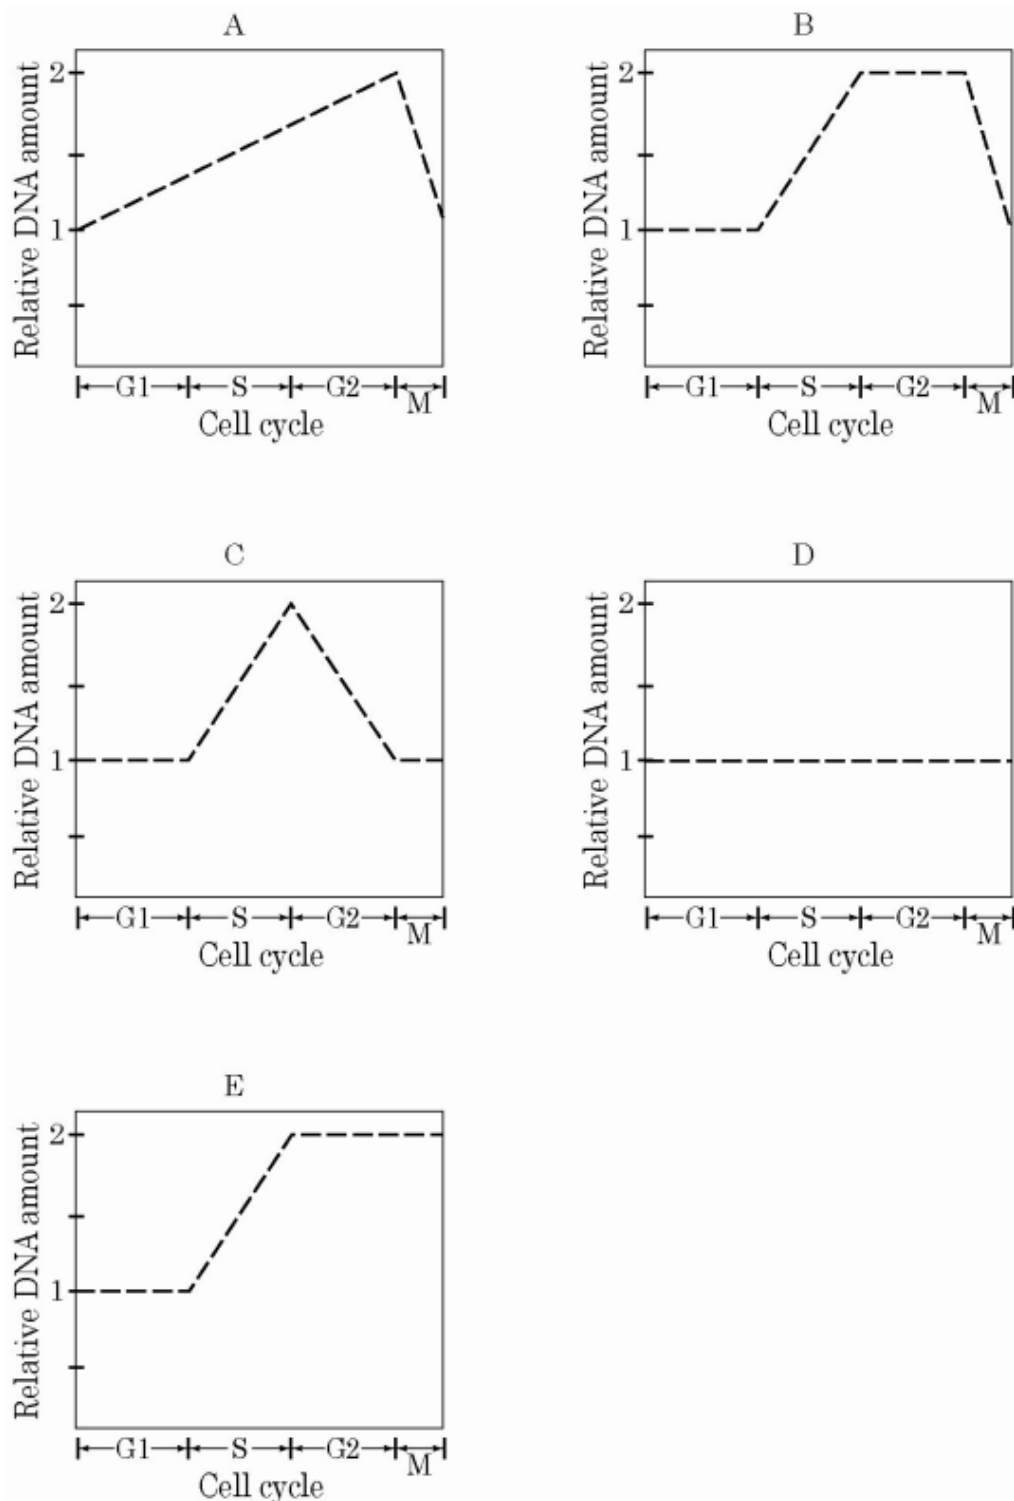 A
Relative DNA amount
2
1
G1 S G2 M
Cell cycle
B
Relative DNA amount
2
1
G1 S G2 M
Cell cycle
C
Relative DNA amount
2
1
G1 S G2 M
Cell cycle
D
Relative DNA amount
2
1
G1 S G2 M
Cell cycle
E
Relative DNA amount
2
1
G1 S G2 M
Cell cycle